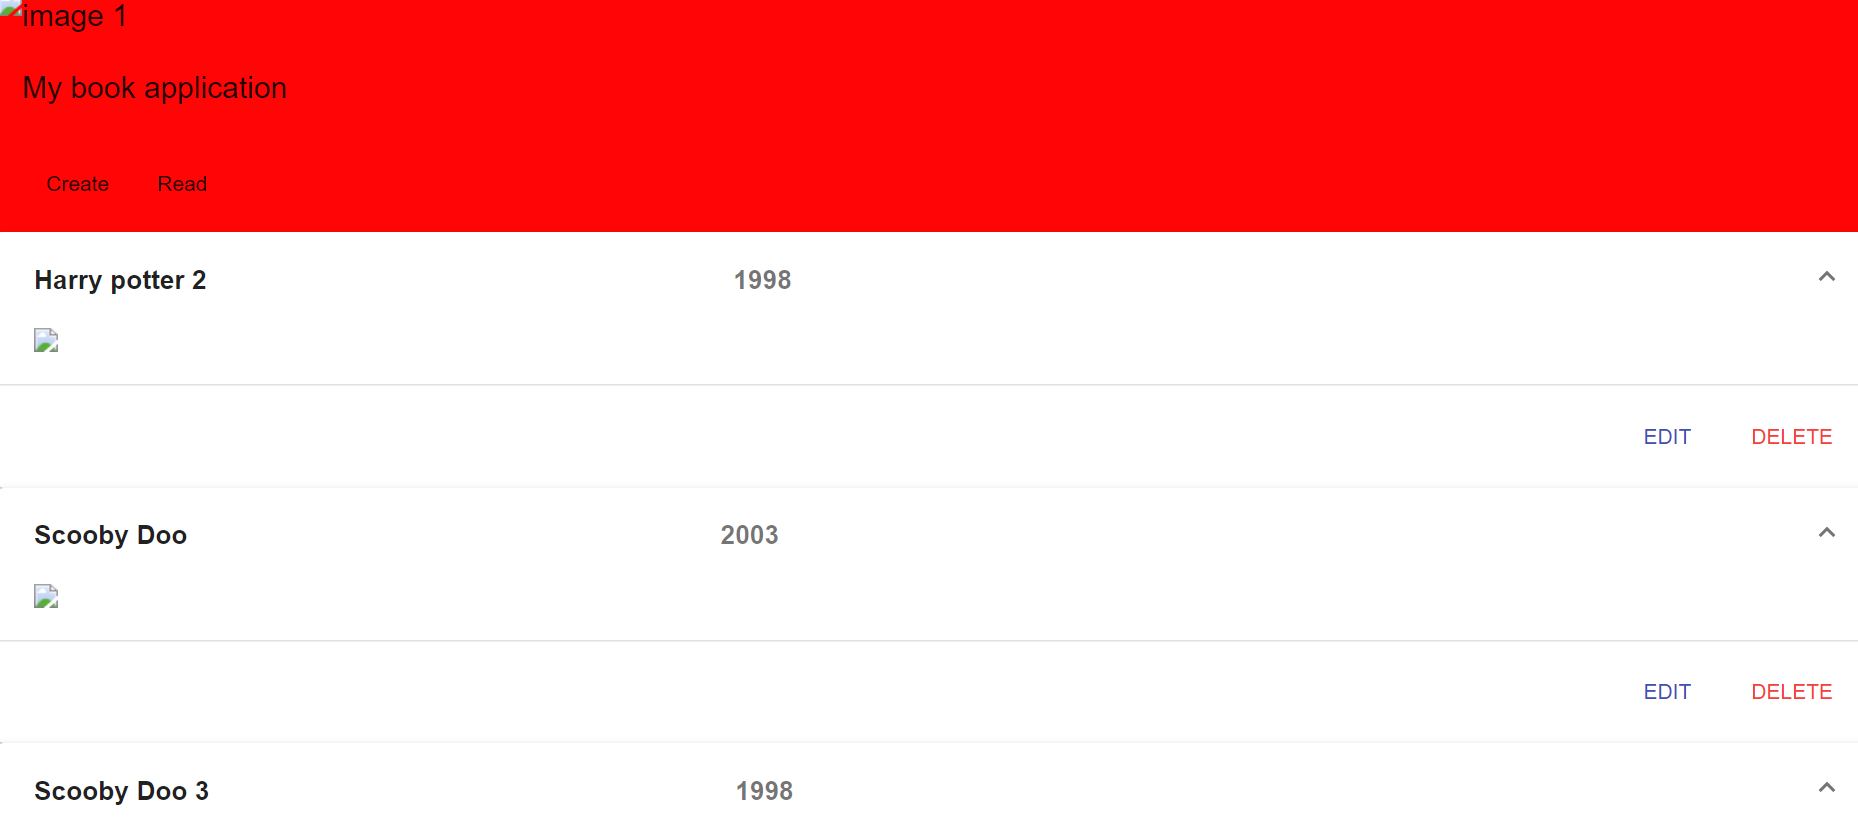 image 1
My book application
Create Read
Harry potter 2 1998
EDIT DELETE
Scooby Doo 2003
EDIT DELETE
Scooby Doo 3 1998